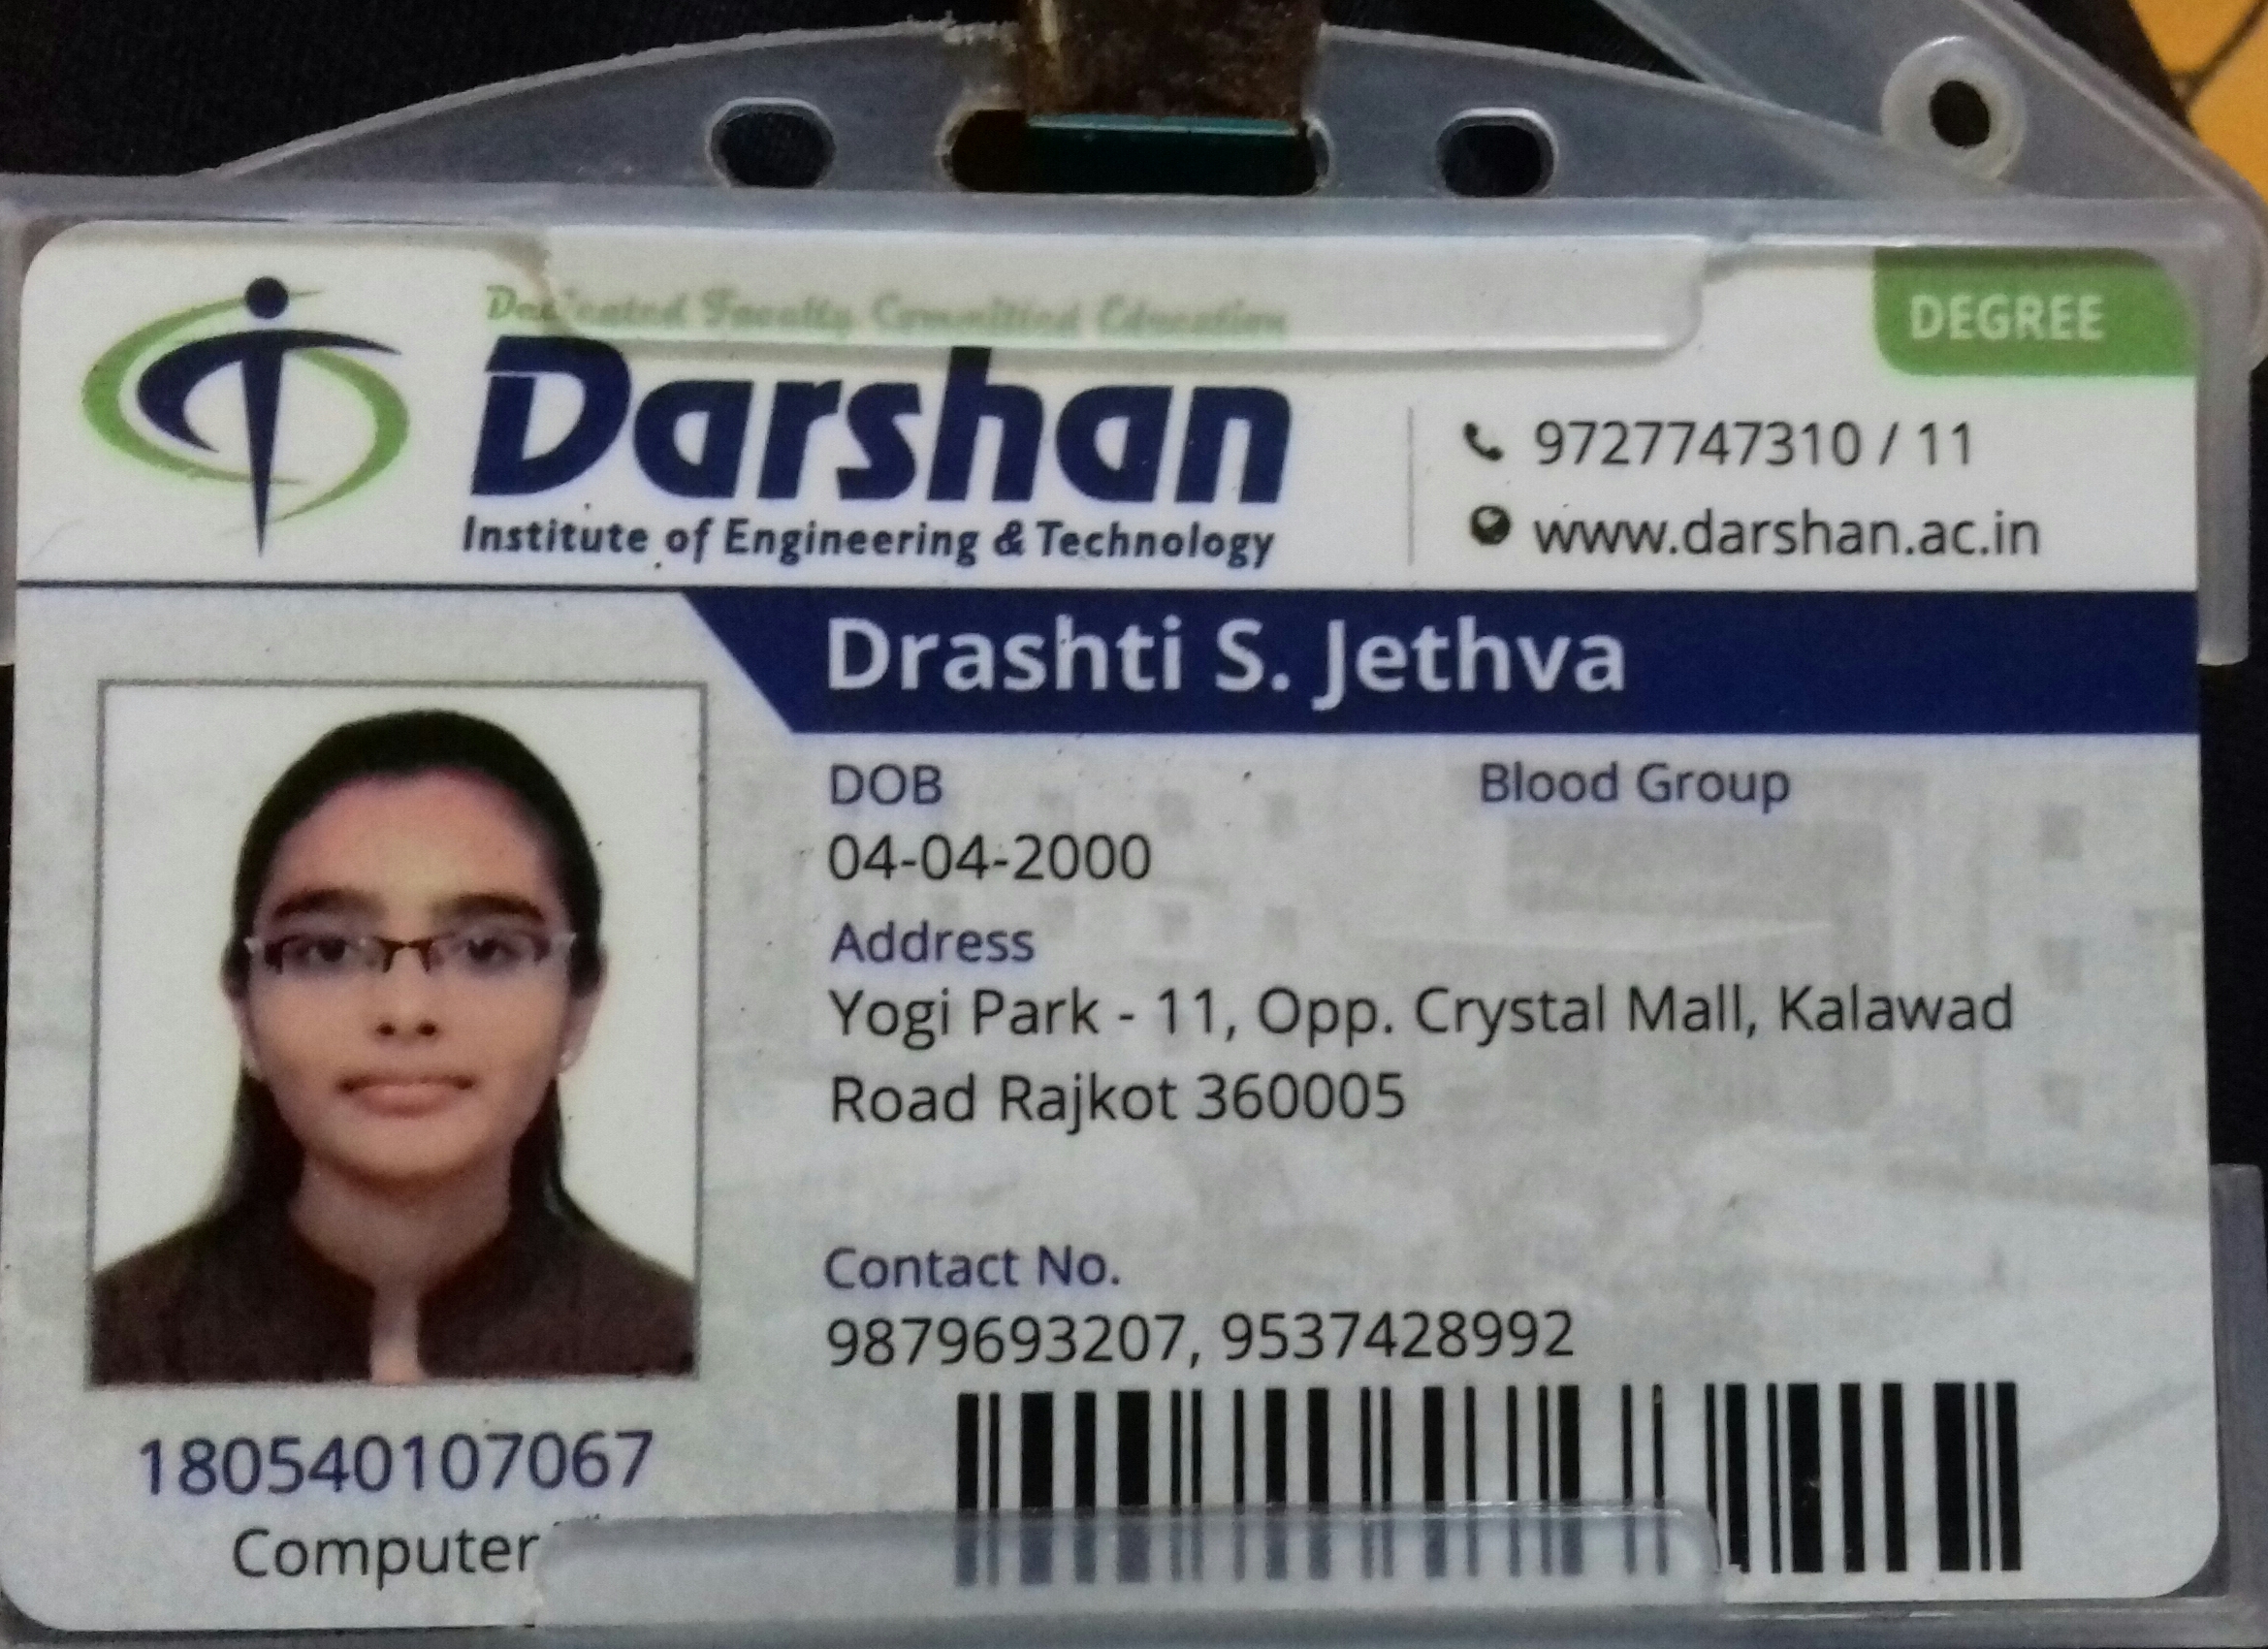 Dedicated Faculty Committed Education
DEGREE
Darshan
Institute of Engineering & Technology
9727747310 / 11
www.darshan.ac.in
Drashti S. Jethva
DOB
Blood Group
04-04-2000
Address
Yogi Park - 11, Opp. Crystal Mall, Kalawad
Road Rajkot 360005
Contact No.
9879693207, 9537428992
180540107067
Computer